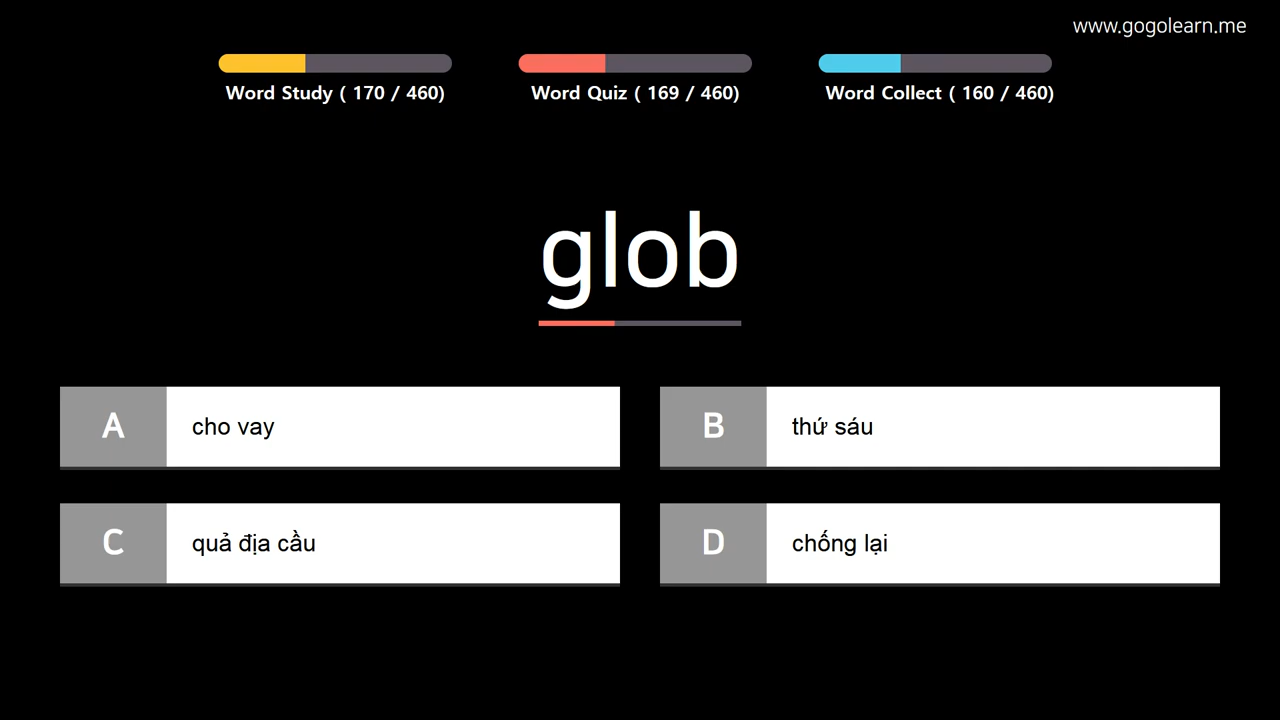 www.gogolearn.me
Word Study ( 170 / 460)
Word Quiz ( 169 / 460)
Word Collect ( 160 / 460)
glob
A cho vay
B thứ sáu
C quả địa cầu
D chống lại